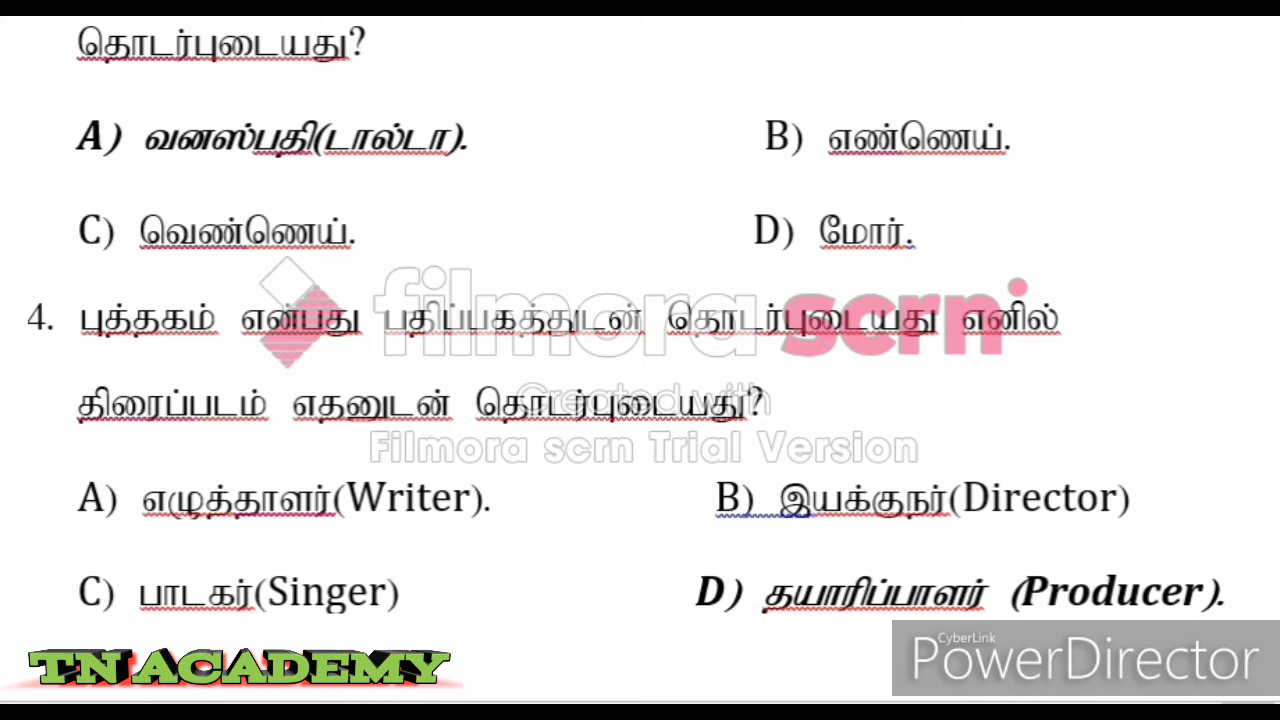 தொடர்புடையது?
A) வனஸ்பதி(டால்டா). B) எண்ணெய்.
C) வெண்ணெய். D) மோர்.
4. புத்தகம் என்பது பதிப்பகத்துடன் தொடர்புடையது எனில்
திரைப்படம் எதனுடன் தொடர்புடையது?
A) எழுத்தாளர்(Writer). B) இயக்குநர்(Director)
C) பாடகர்(Singer) D) தயாரிப்பாளர் (Producer).
filmora scrn
Created with
Filmora scrn Trial Version
TN ACADEMY
CyberLink
PowerDirector